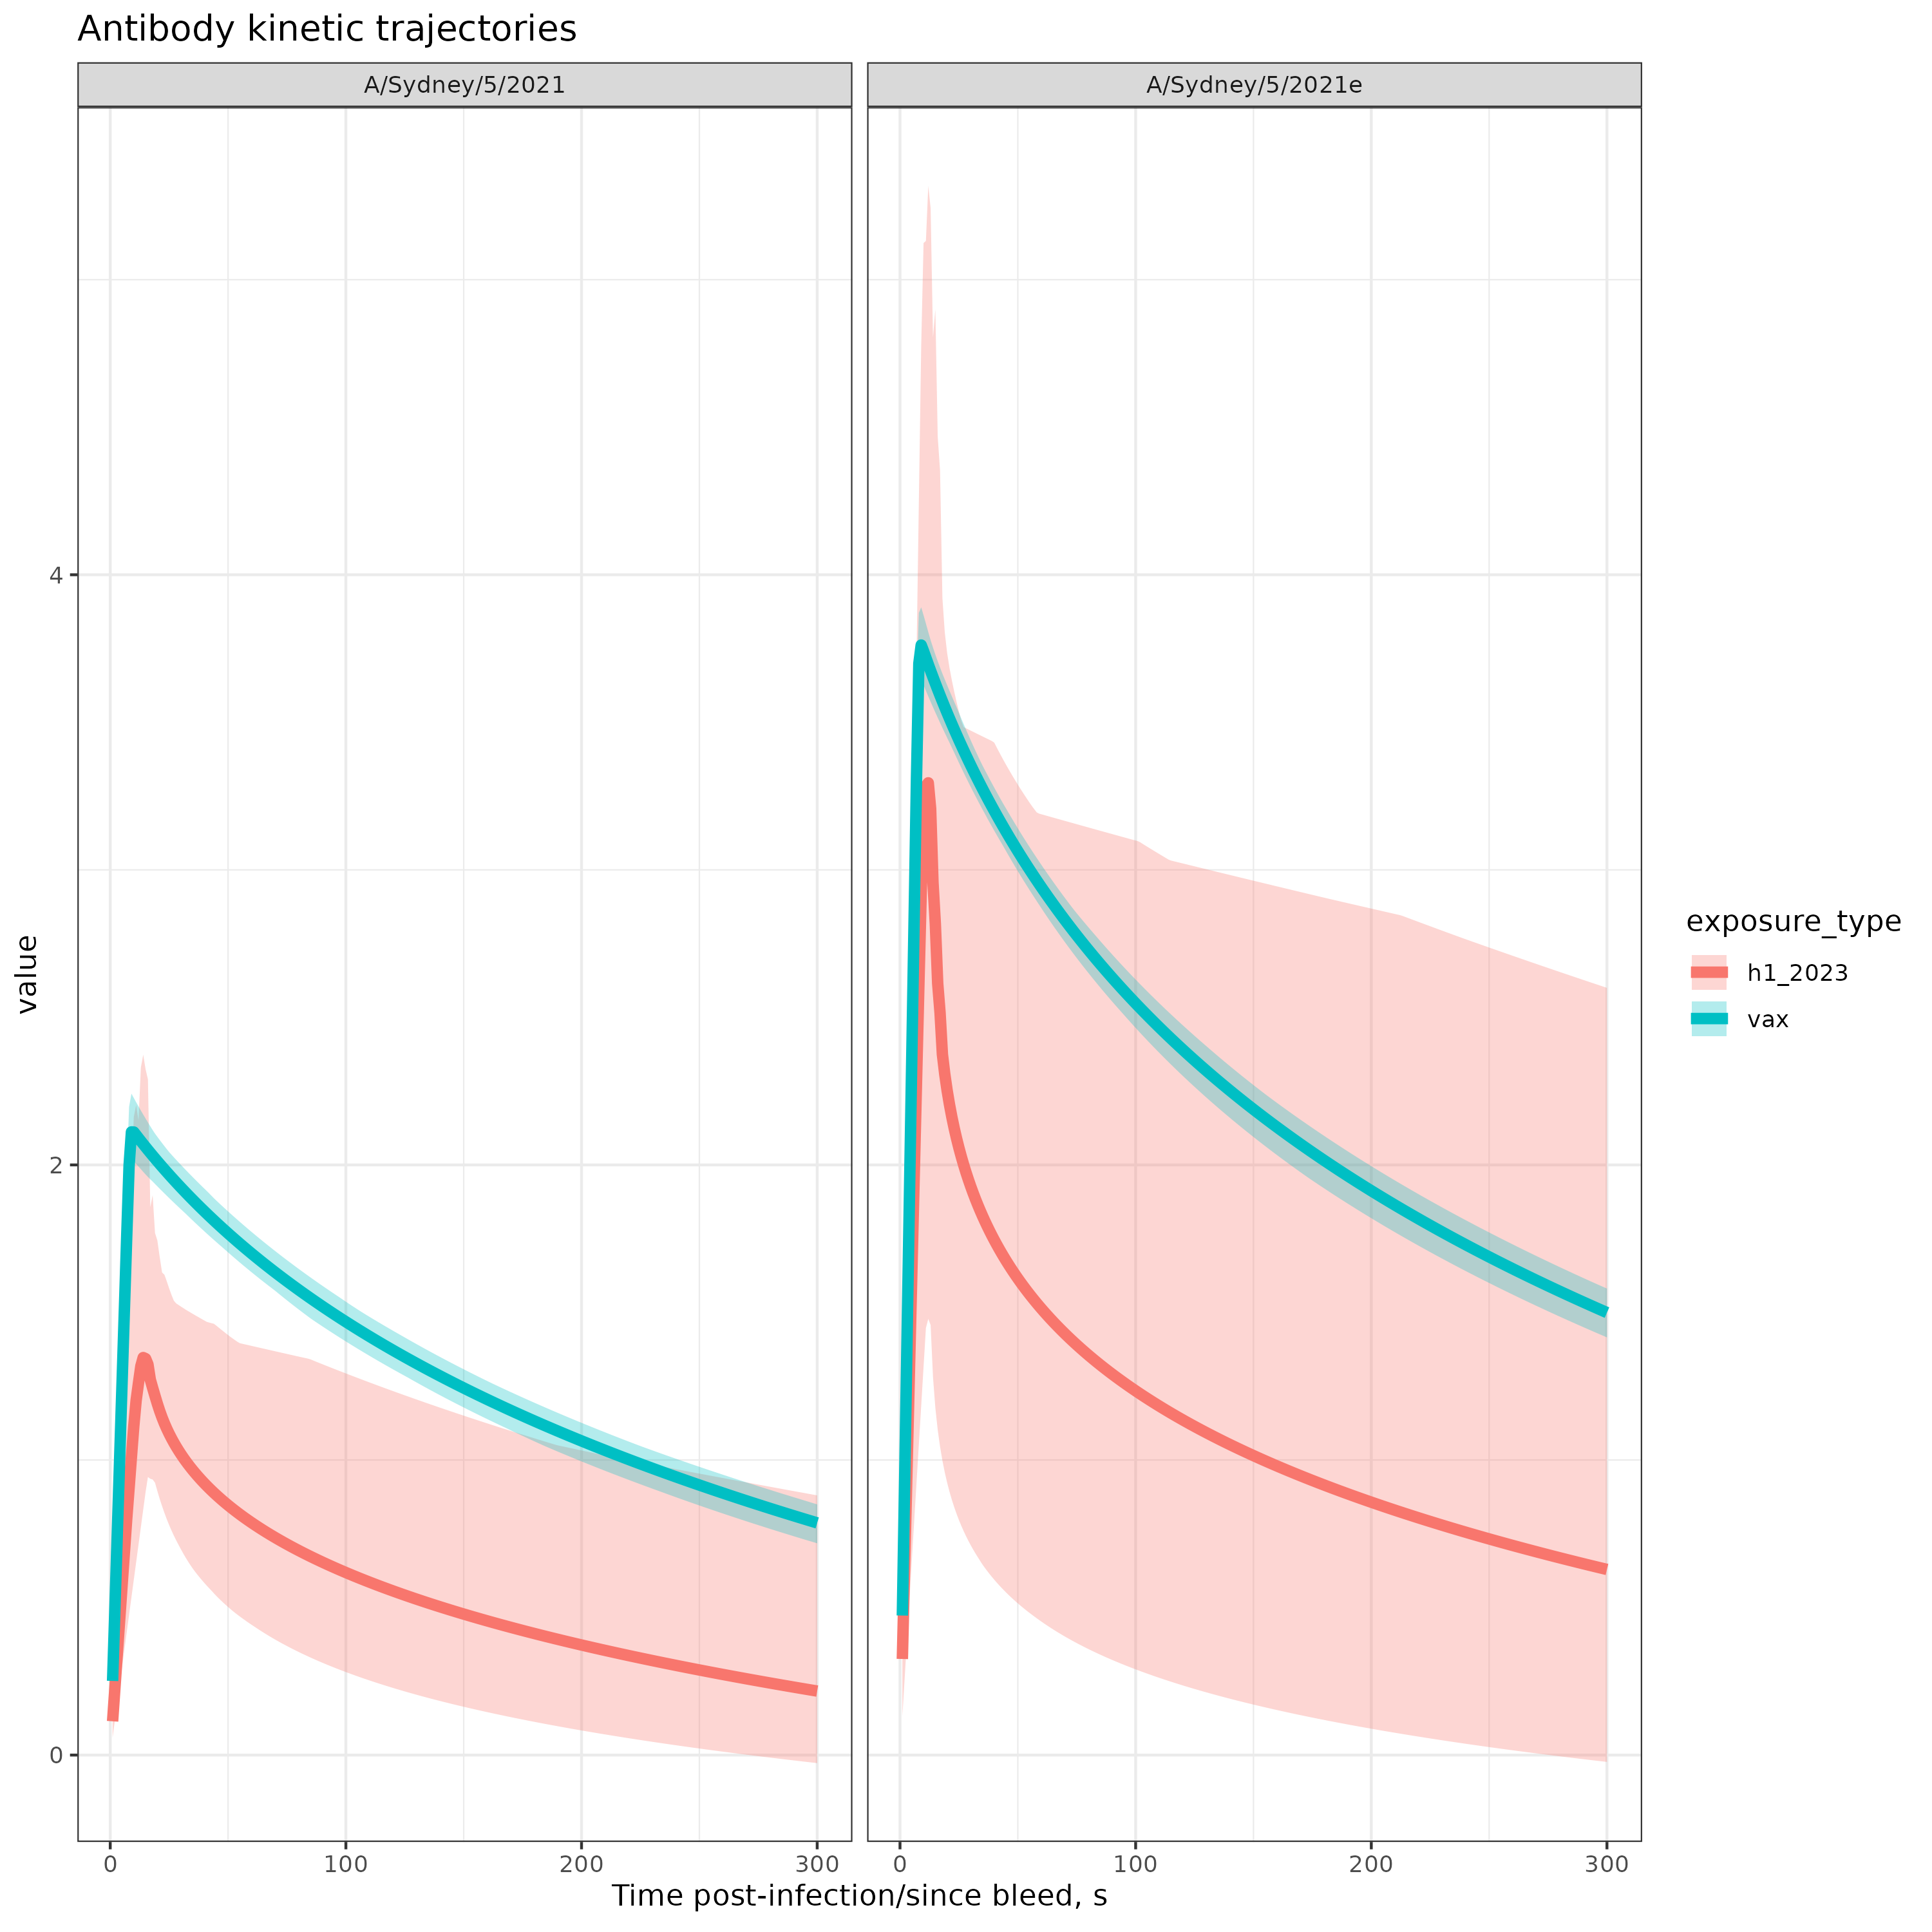 Antibody kinetic trajectories
A/Sydney/5/2021
A/Sydney/5/2021e
value
4
2
0
0
100
200
300
0
100
200
300
Time post-infection/since bleed, s
exposure_type
h1_2023
vax